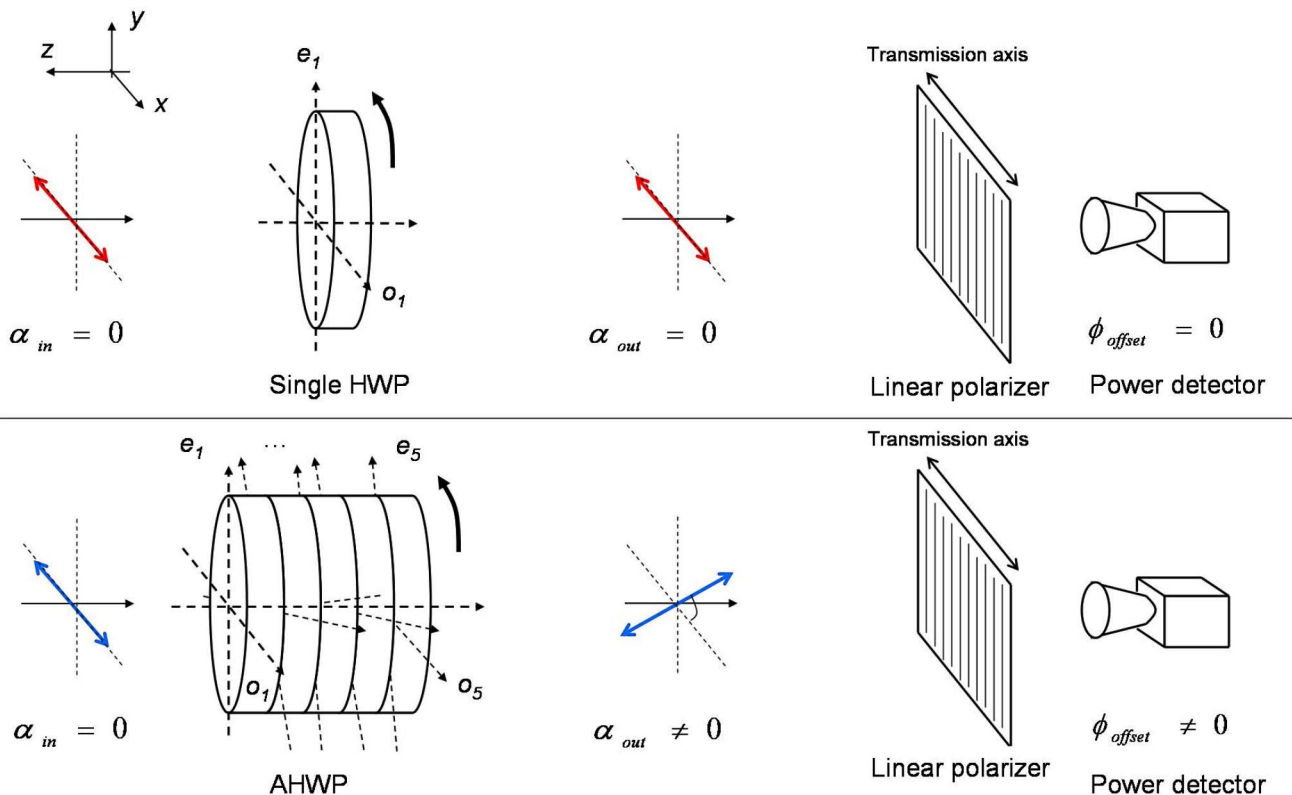 y
z
x
e₁
Transmission axis
o₁
α in = 0
α out = 0
ϕ offset = 0
Single HWP
Linear polarizer
Power detector
e₁ ... e₅
Transmission axis
o₁
o₅
α in = 0
α out ≠ 0
ϕ offset ≠ 0
AHWP
Linear polarizer
Power detector